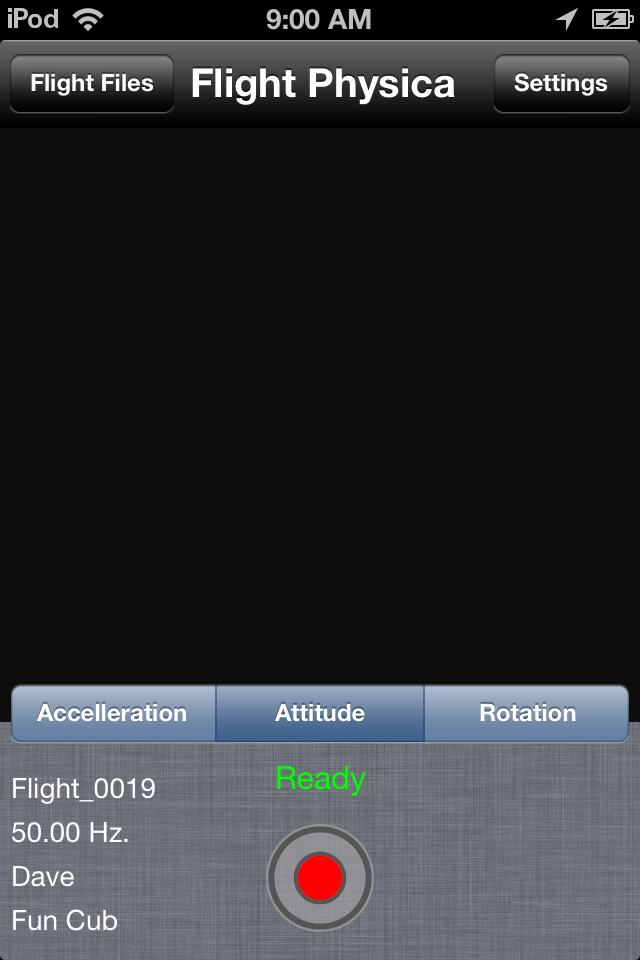 iPod 9:00 AM
Flight Files Flight Physica Settings
Accelleration Attitude Rotation
Ready
Flight_0019
50.00 Hz.
Dave
Fun Cub